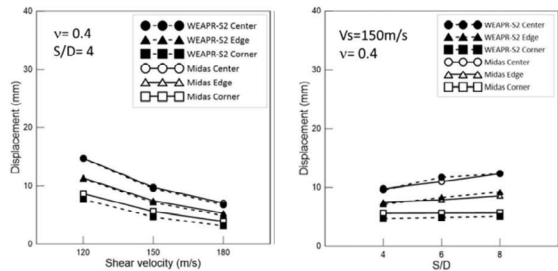 ν=0.4
S/D= 4
WEAPR-S2 Center
WEAPR-S2 Edge
WEAPR-S2 Corner
Midas Center
Midas Edge
Midas Corner
Displacement (mm)
40
30
20
10
0
120 150 180
Shear velocity (m/s)
Vs=150m/s
ν= 0.4
WEAPR-S2 Center
WEAPR-S2 Edge
WEAPR-S2 Corner
Midas Center
Midas Edge
Midas Corner
Displacement (mm)
40
30
20
10
0
4 6 8
S/D